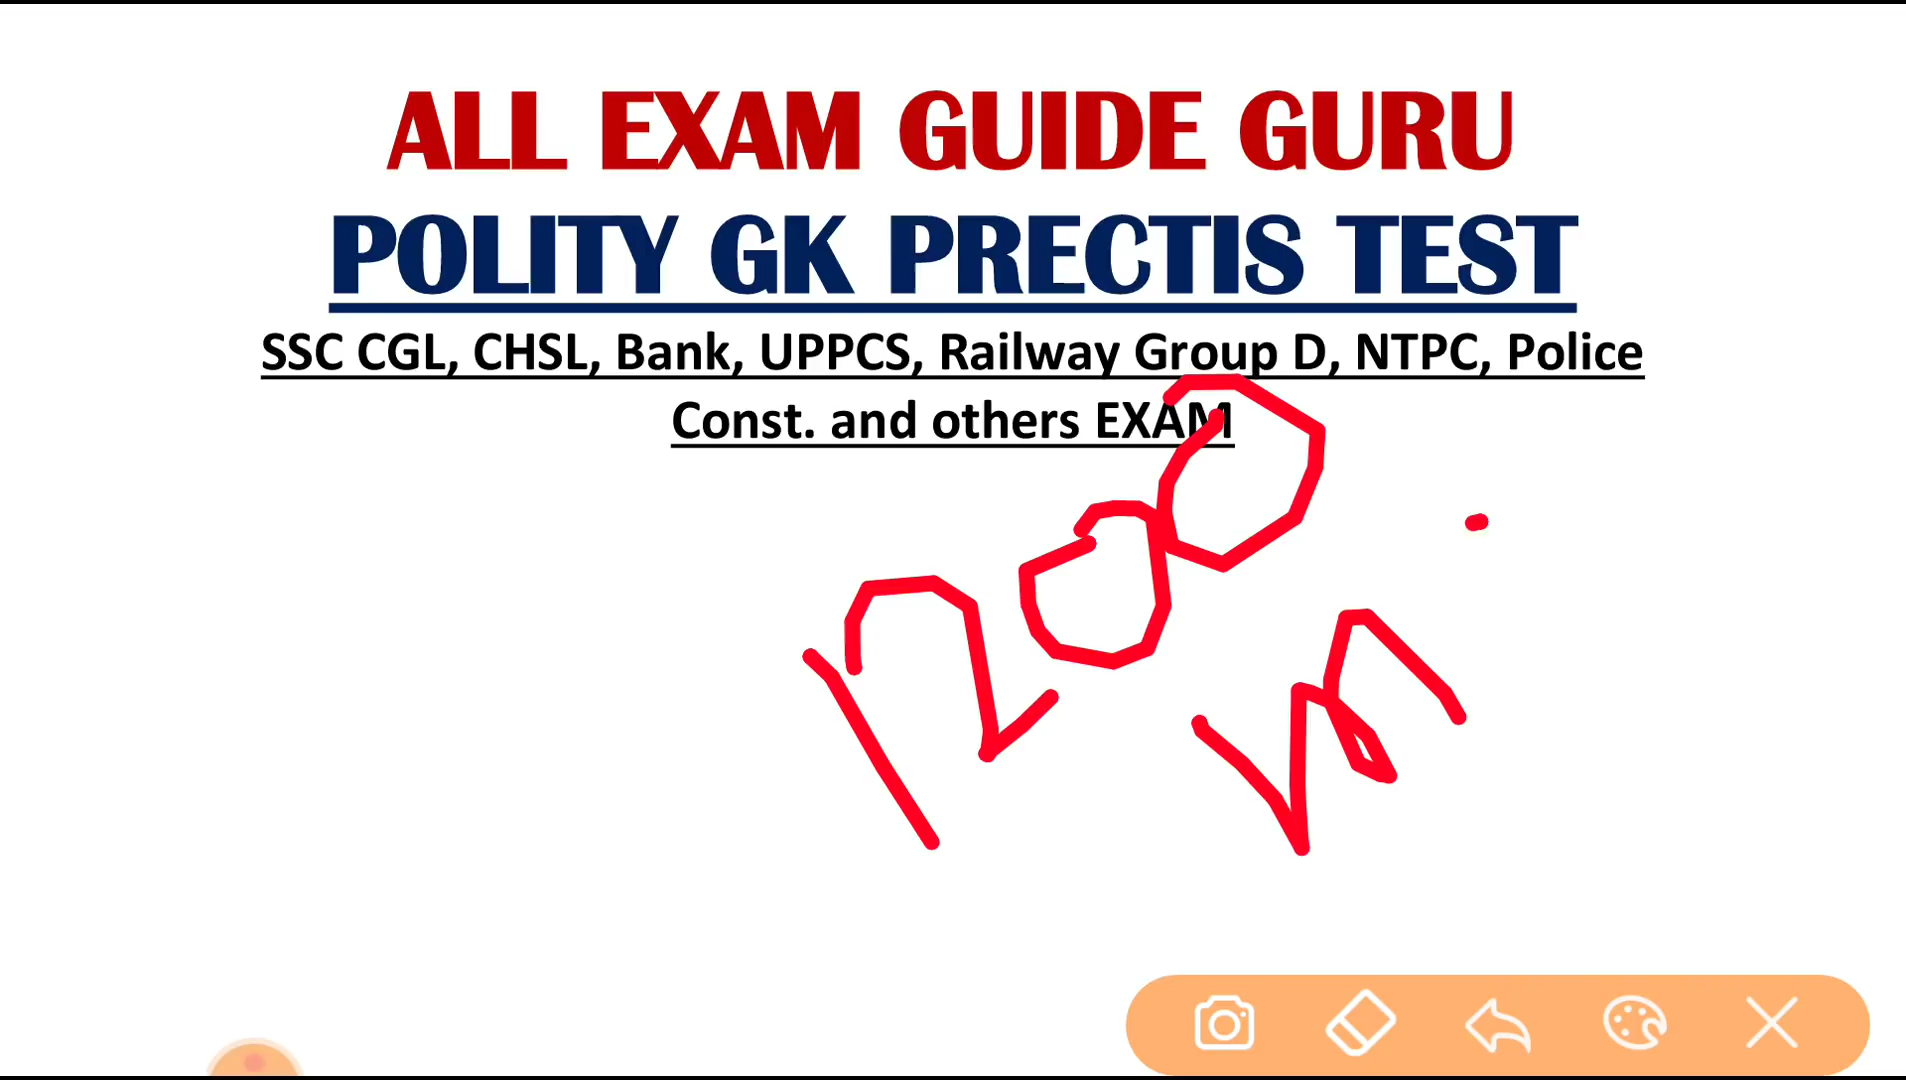 ALL EXAM GUIDE GURU
POLITY GK PRECTIS TEST
SSC CGL, CHSL, Bank, UPPCS, Railway Group D, NTPC, Police
Const. and others EXAM
1200